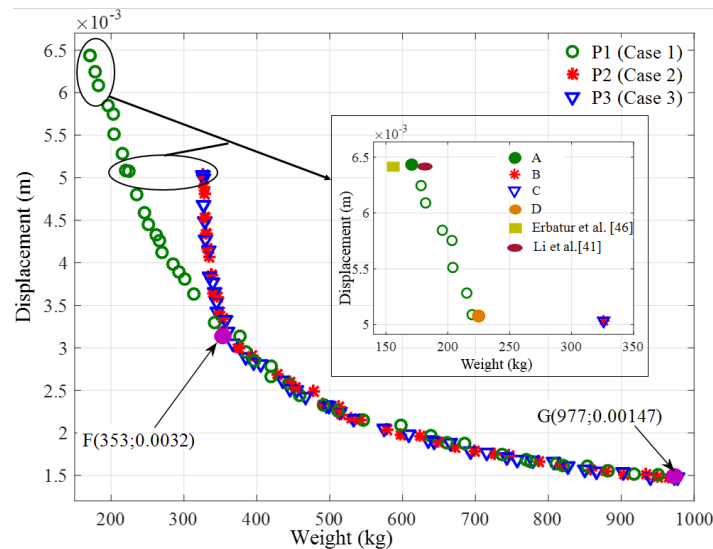 ×10⁻³
6.5
6
5.5
5
4.5
4
3.5
3
2.5
2
1.5
Displacement (m)
200 300 400 500 600 700 800 900 1000
Weight (kg)
P1 (Case 1)
P2 (Case 2)
P3 (Case 3)
F(353;0.0032)
G(977;0.00147)
×10⁻³
6.5
6
5.5
5
Displacement (m)
150 200 250 300 350
Weight (kg)
A
B
C
D
Erbatur et al. [46]
Li et al.[41]